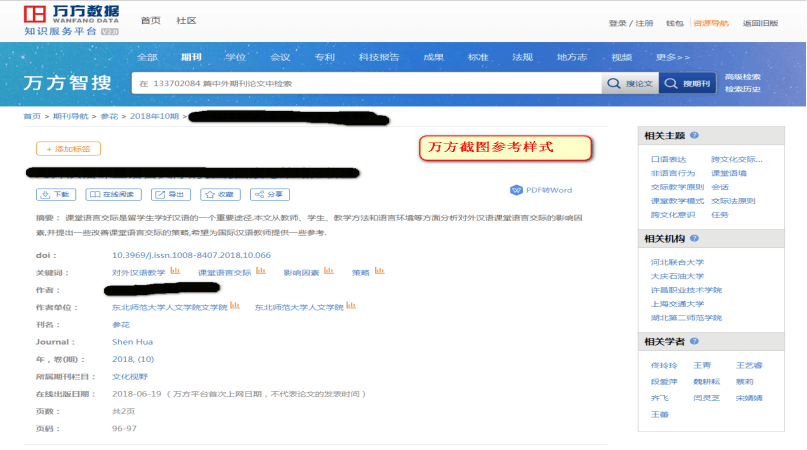 万方数据
WANFANG DATA
知识服务平台 V2.0
首页 社区
登录 / 注册 钱包 资源导航 返回旧版
全部 期刊 学位 会议 专利 科技报告 成果 标准 法规 地方志 视频 更多>>
万方智搜
在 133702084 篇中外期刊论文中检索
搜论文 搜期刊
高级检索
检索历史
首页 > 期刊导航 > 参花 > 2018年10期 >
+ 添加标签
万方截图参考样式
下载 在线阅读 导出 收藏 分享
PDF转Word
摘要： 课堂语言交际是留学生学好汉语的一个重要途径.本文从教师、学生、教学方法和语言环境等方面分析对外汉语课堂语言交际的影响因
素,并提出一些改善课堂语言交际的策略,希望为国际汉语教师提供一些参考.
doi： 10.3969/j.issn.1008-8407.2018.10.066
关键词： 对外汉语教学 课堂语言交际 影响因素 策略
作者：
作者单位： 东北师范大学人文学院文学院 东北师范大学人文学院
刊名： 参花
Journal： Shen Hua
年，卷(期)： 2018, (10)
所属期刊栏目： 文化视野
在线出版日期： 2018-06-19 （万方平台首次上网日期，不代表论文的发表时间）
页数： 共2页
页码： 96-97
相关主题
口语表达 跨文化交际...
非语言行为 课堂语境
交际教学原则 会话
课堂教学模式 交际法原则
跨文化意识 任务
相关机构
河北联合大学
大庆石油大学
许昌职业技术学院
上海交通大学
湖北第二师范学院
相关学者
佟玲玲 王青 王艺睿
段爱萍 魏耕耘 蔡莉
齐飞 闫灵芝 宋婧婧
王蕾